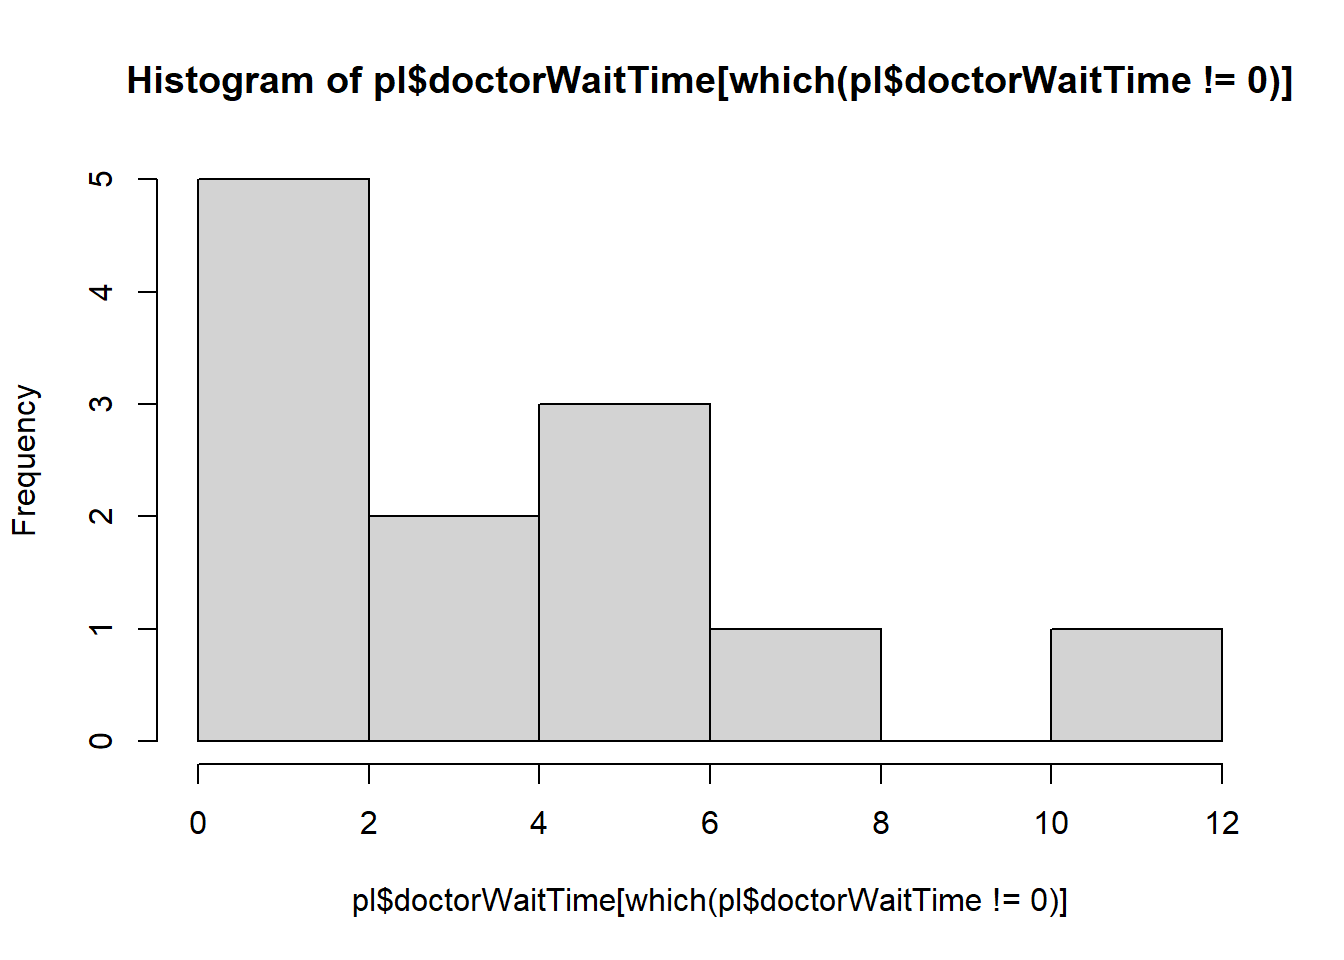 Histogram of pl$doctorWaitTime[which(pl$doctorWaitTime != 0)]
5
4
3
2
1
0
Frequency
0 2 4 6 8 10 12
pl$doctorWaitTime[which(pl$doctorWaitTime != 0)]